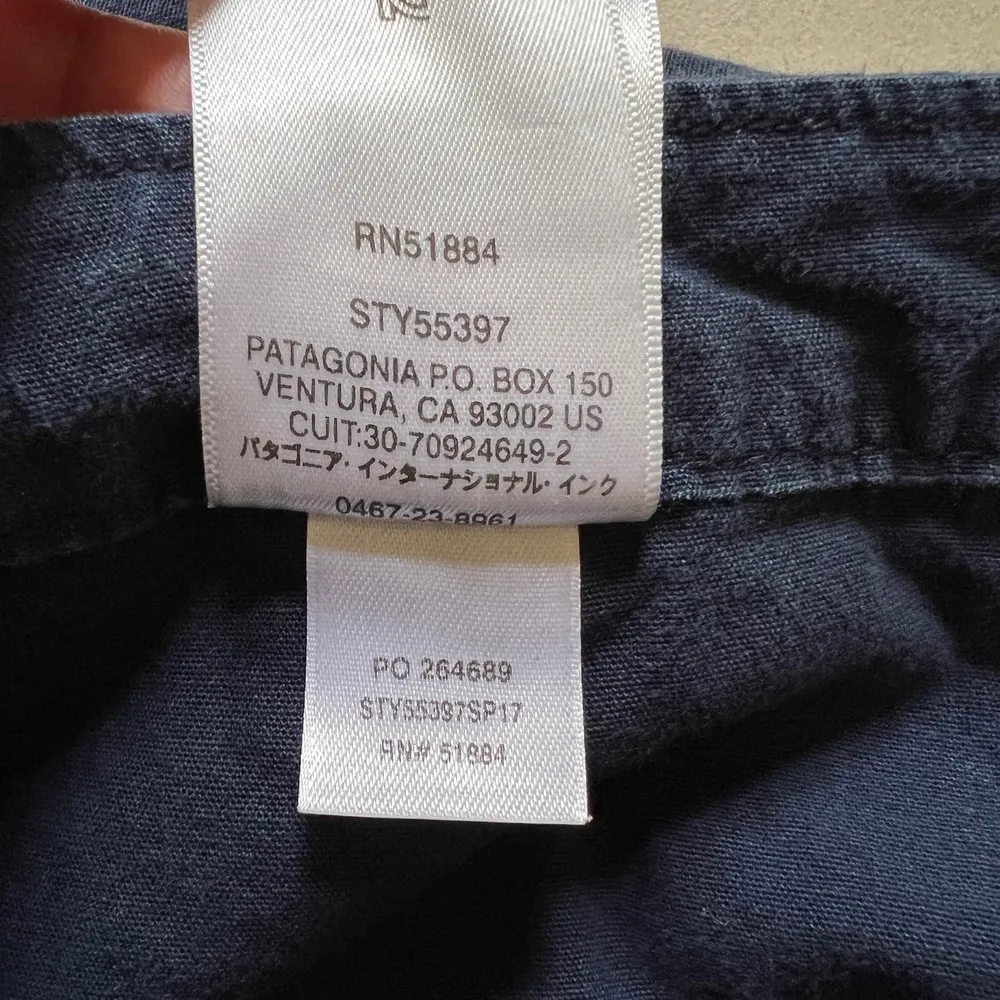 RN51884
STY55397
PATAGONIA P.O. BOX 150
VENTURA, CA 93002 US
CUIT:30-70924649-2
パタゴニア・インターナショナル・インク
0467-23-8961
PO 264689
STY55397SP17
RN# 51884